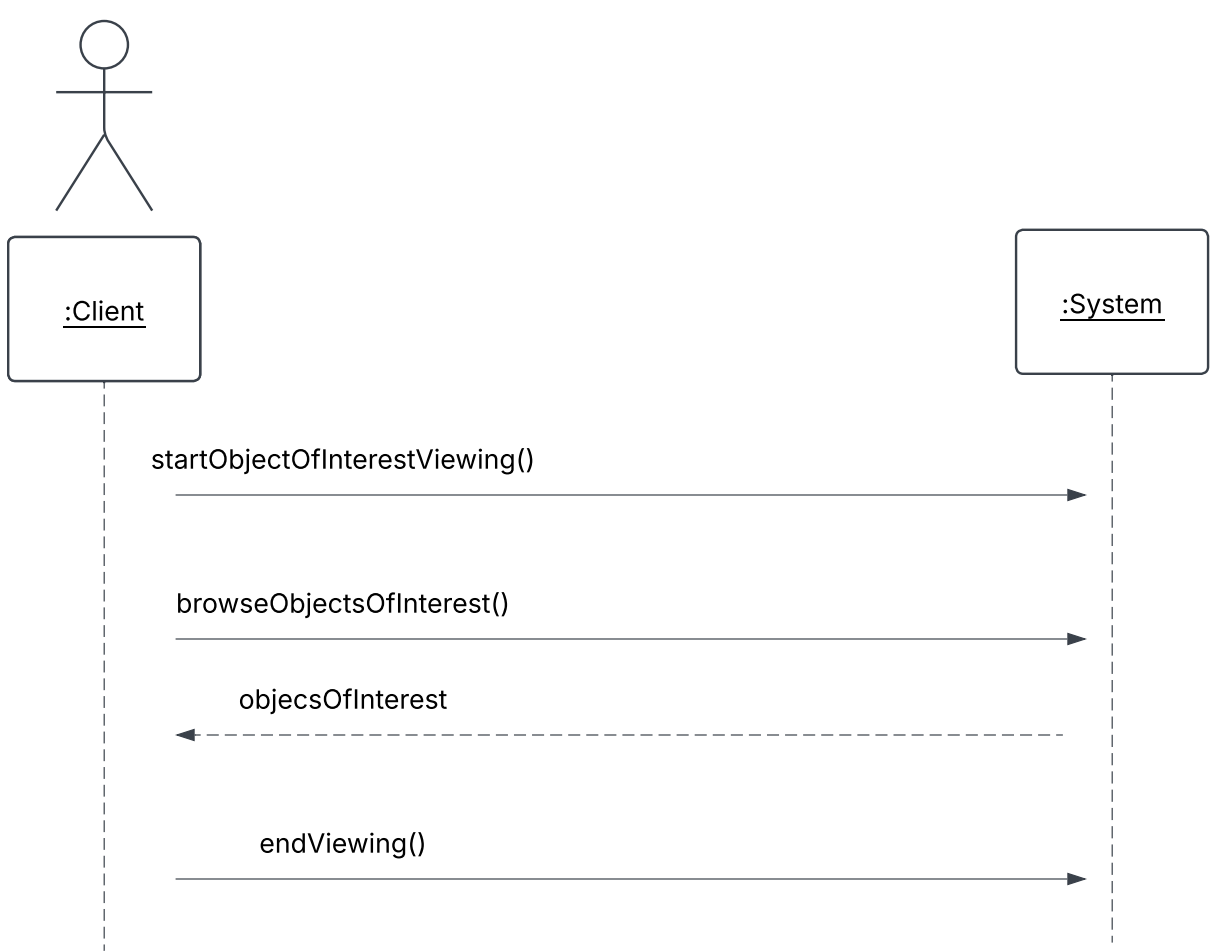 :Client
:System
startObjectOfInterestViewing()
browseObjectsOfInterest()
objecsOfInterest
endViewing()